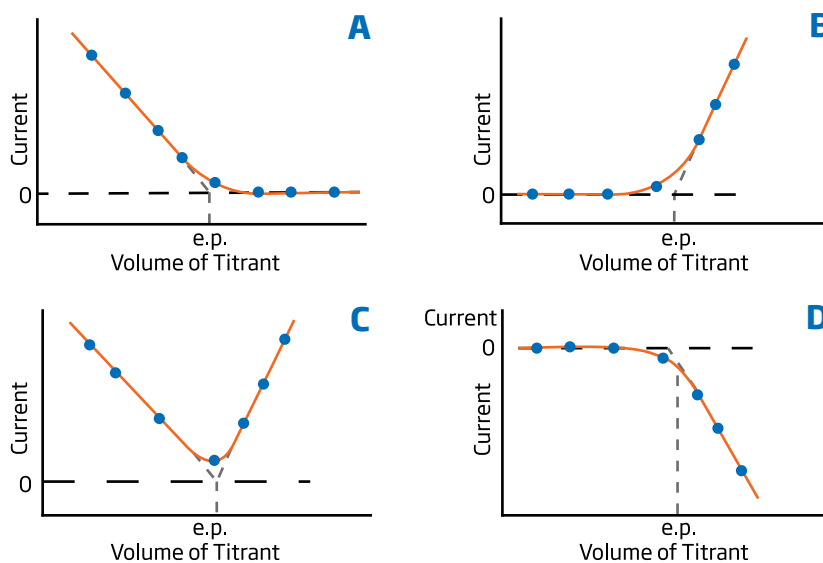 A
Current
0
e.p.
Volume of Titrant
B
Current
0
e.p.
Volume of Titrant
C
Current
0
e.p.
Volume of Titrant
D
Current
0
Current
e.p.
Volume of Titrant